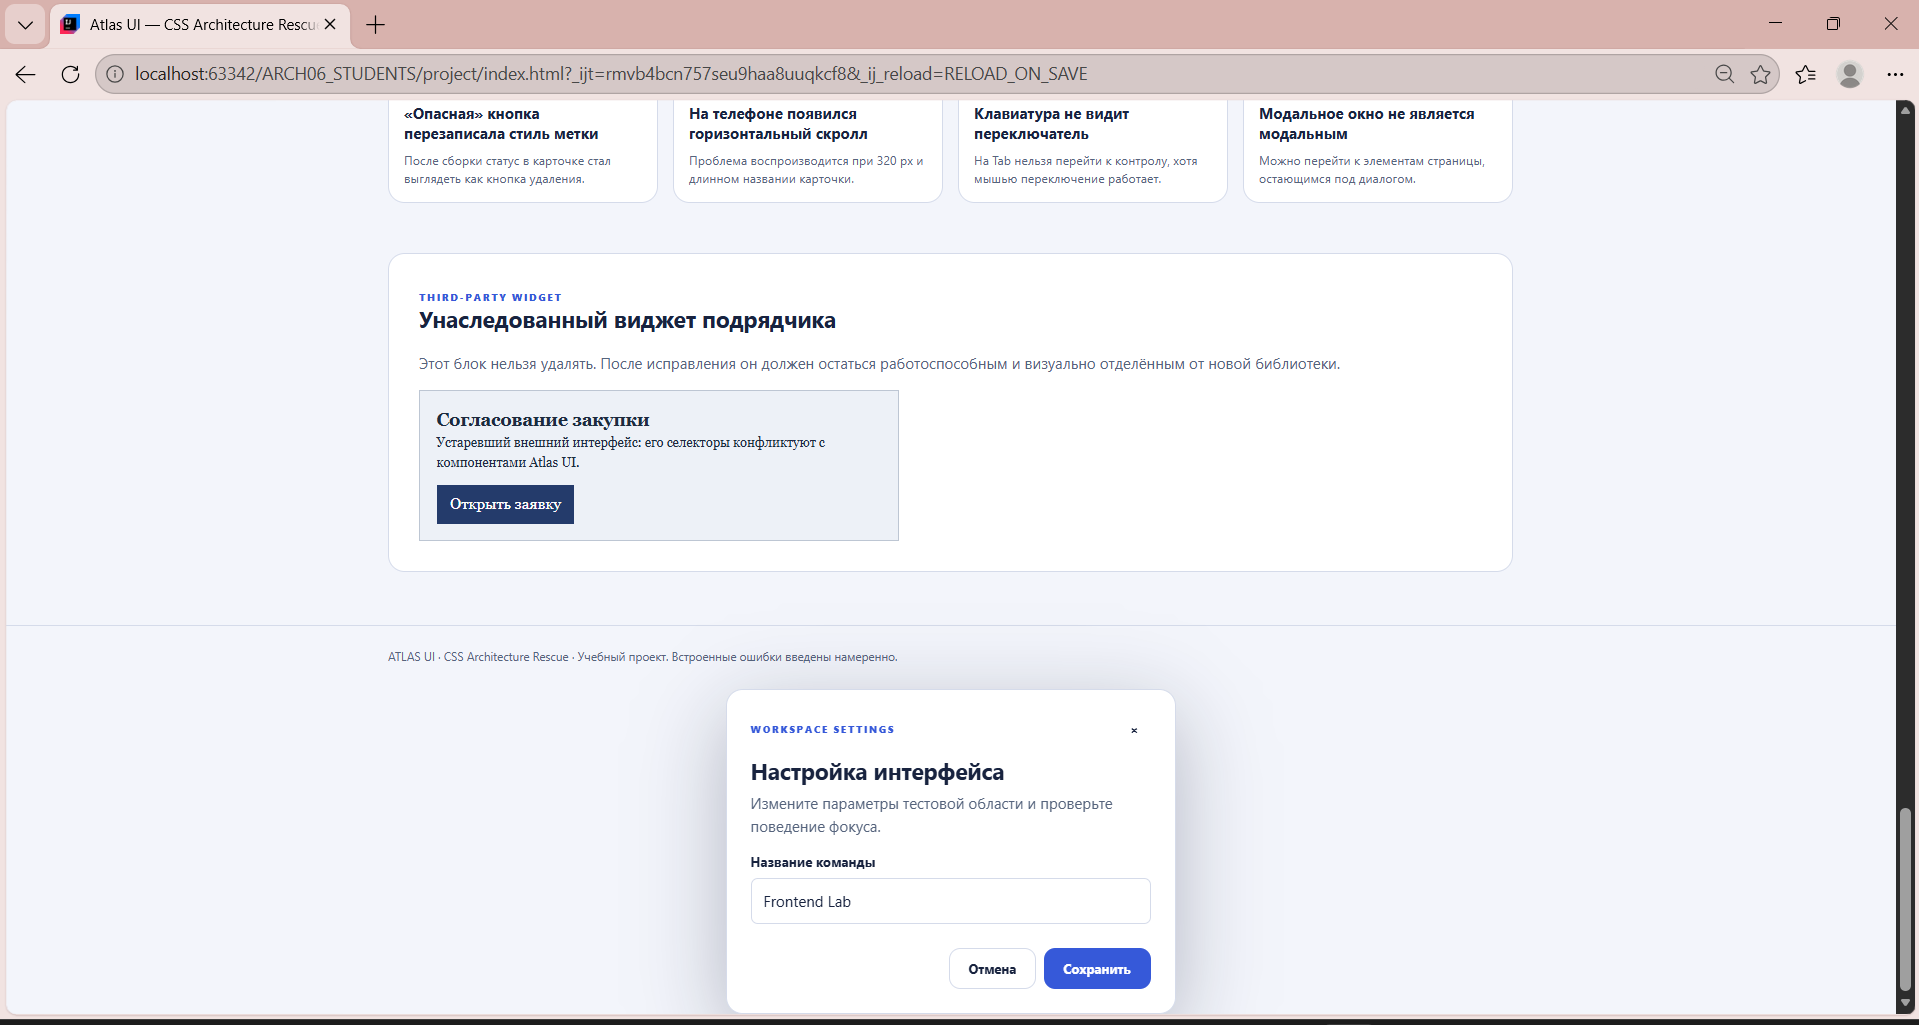 Atlas UI — CSS Architecture Rescu
localhost:63342/ARCH06_STUDENTS/project/index.html?_ijt=rmvb4bcn757seu9haa8uuqkcf8&_ij_reload=RELOAD_ON_SAVE
«Опасная» кнопка
перезаписала стиль метки
После сборки статус в карточке стал
выглядеть как кнопка удаления.
На телефоне появился
горизонтальный скролл
Проблема воспроизводится при 320 px и
длинном названии карточки.
Клавиатура не видит
переключатель
На Tab нельзя перейти к контролу, хотя
мышью переключение работает.
Модальное окно не является
модальным
Можно перейти к элементам страницы,
остающимся под диалогом.
THIRD-PARTY WIDGET
Унаследованный виджет подрядчика
Этот блок нельзя удалять. После исправления он должен остаться работоспособным и визуально отделённым от новой библиотеки.
Согласование закупки
Устаревший внешний интерфейс: его селекторы конфликтуют с
компонентами Atlas UI.
Открыть заявку
ATLAS UI · CSS Architecture Rescue · Учебный проект. Встроенные ошибки введены намеренно.
WORKSPACE SETTINGS
×
Настройка интерфейса
Измените параметры тестовой области и проверьте
поведение фокуса.
Название команды
Frontend Lab
Отмена
Сохранить